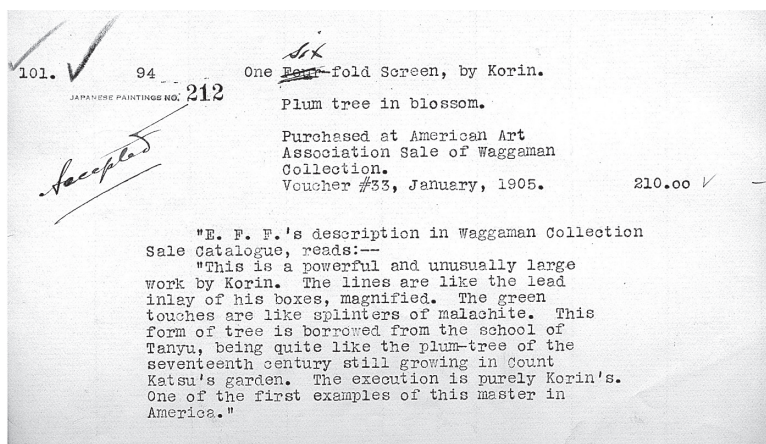 Six
101. 94 One Four-fold Screen, by Korin.
JAPANESE PAINTINGS NO. 212
Plum tree in blossom.
Accepted
Purchased at American Art
Association Sale of Waggaman
Collection.
Voucher #33, January, 1905. 210.00
"E. F. F.'s description in Waggaman Collection
Sale Catalogue, reads:--
"This is a powerful and unusually large
work by Korin. The lines are like the lead
inlay of his boxes, magnified. The green
touches are like splinters of malachite. This
form of tree is borrowed from the school of
Tanyu, being quite like the plum-tree of the
seventeenth century still growing in Count
Katsu's garden. The execution is purely Korin's.
One of the first examples of this master in
America."